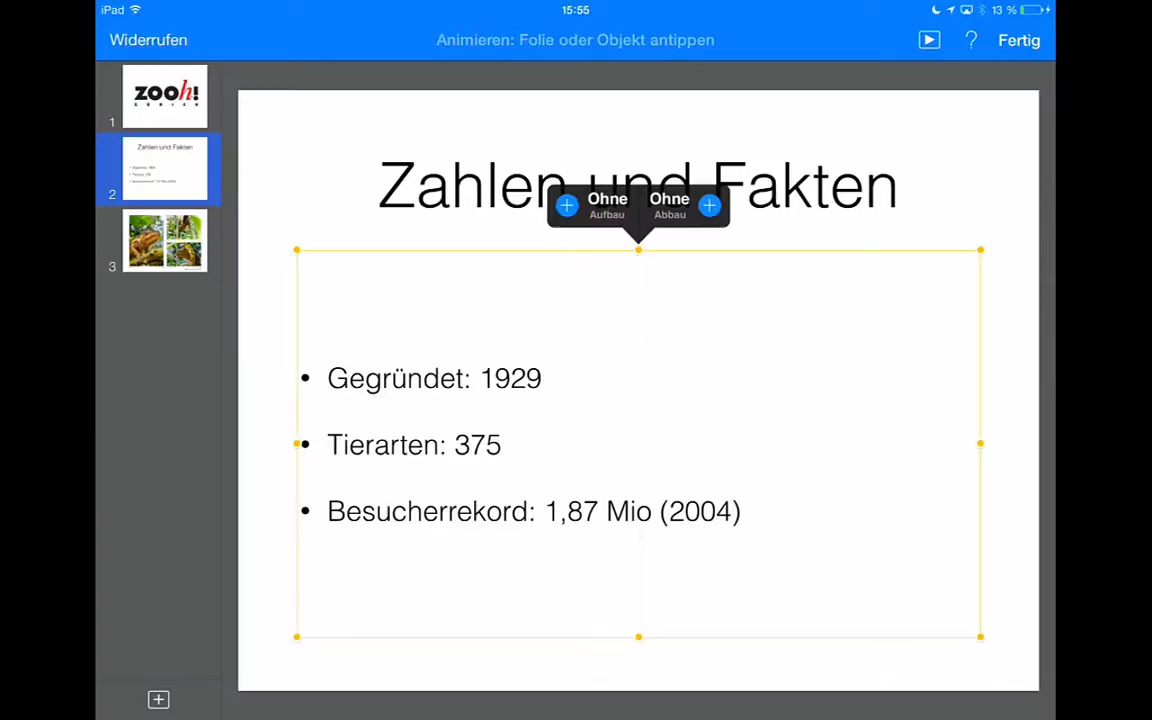 iPad 15:55 13 %
Widerrufen Animieren: Folie oder Objekt antippen ? Fertig
zooh!
ZÜRICH
1
Zahlen und Fakten
2
3
Zahlen und Fakten
Ohne Ohne
Aufbau Abbau
• Gegründet: 1929
• Tierarten: 375
• Besucherrekord: 1,87 Mio (2004)